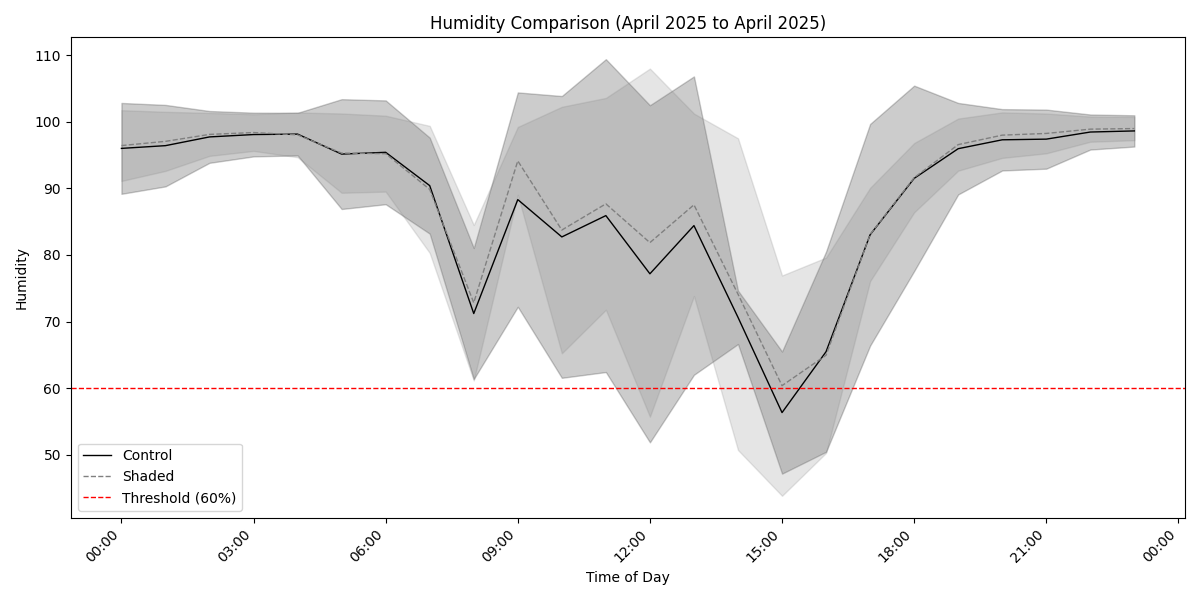 Humidity Comparison (April 2025 to April 2025)
110
100
90
80
70
60
50
Humidity
Control
Shaded
Threshold (60%)
00:00
03:00
06:00
09:00
12:00
15:00
18:00
21:00
00:00
Time of Day